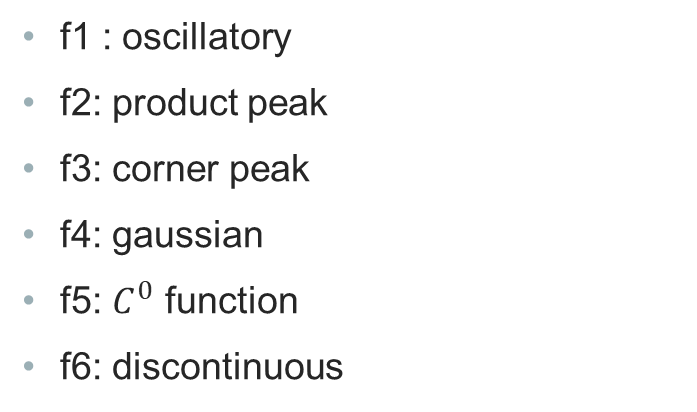 • f1 : oscillatory
• f2: product peak
• f3: corner peak
• f4: gaussian
• f5: C⁰ function
• f6: discontinuous